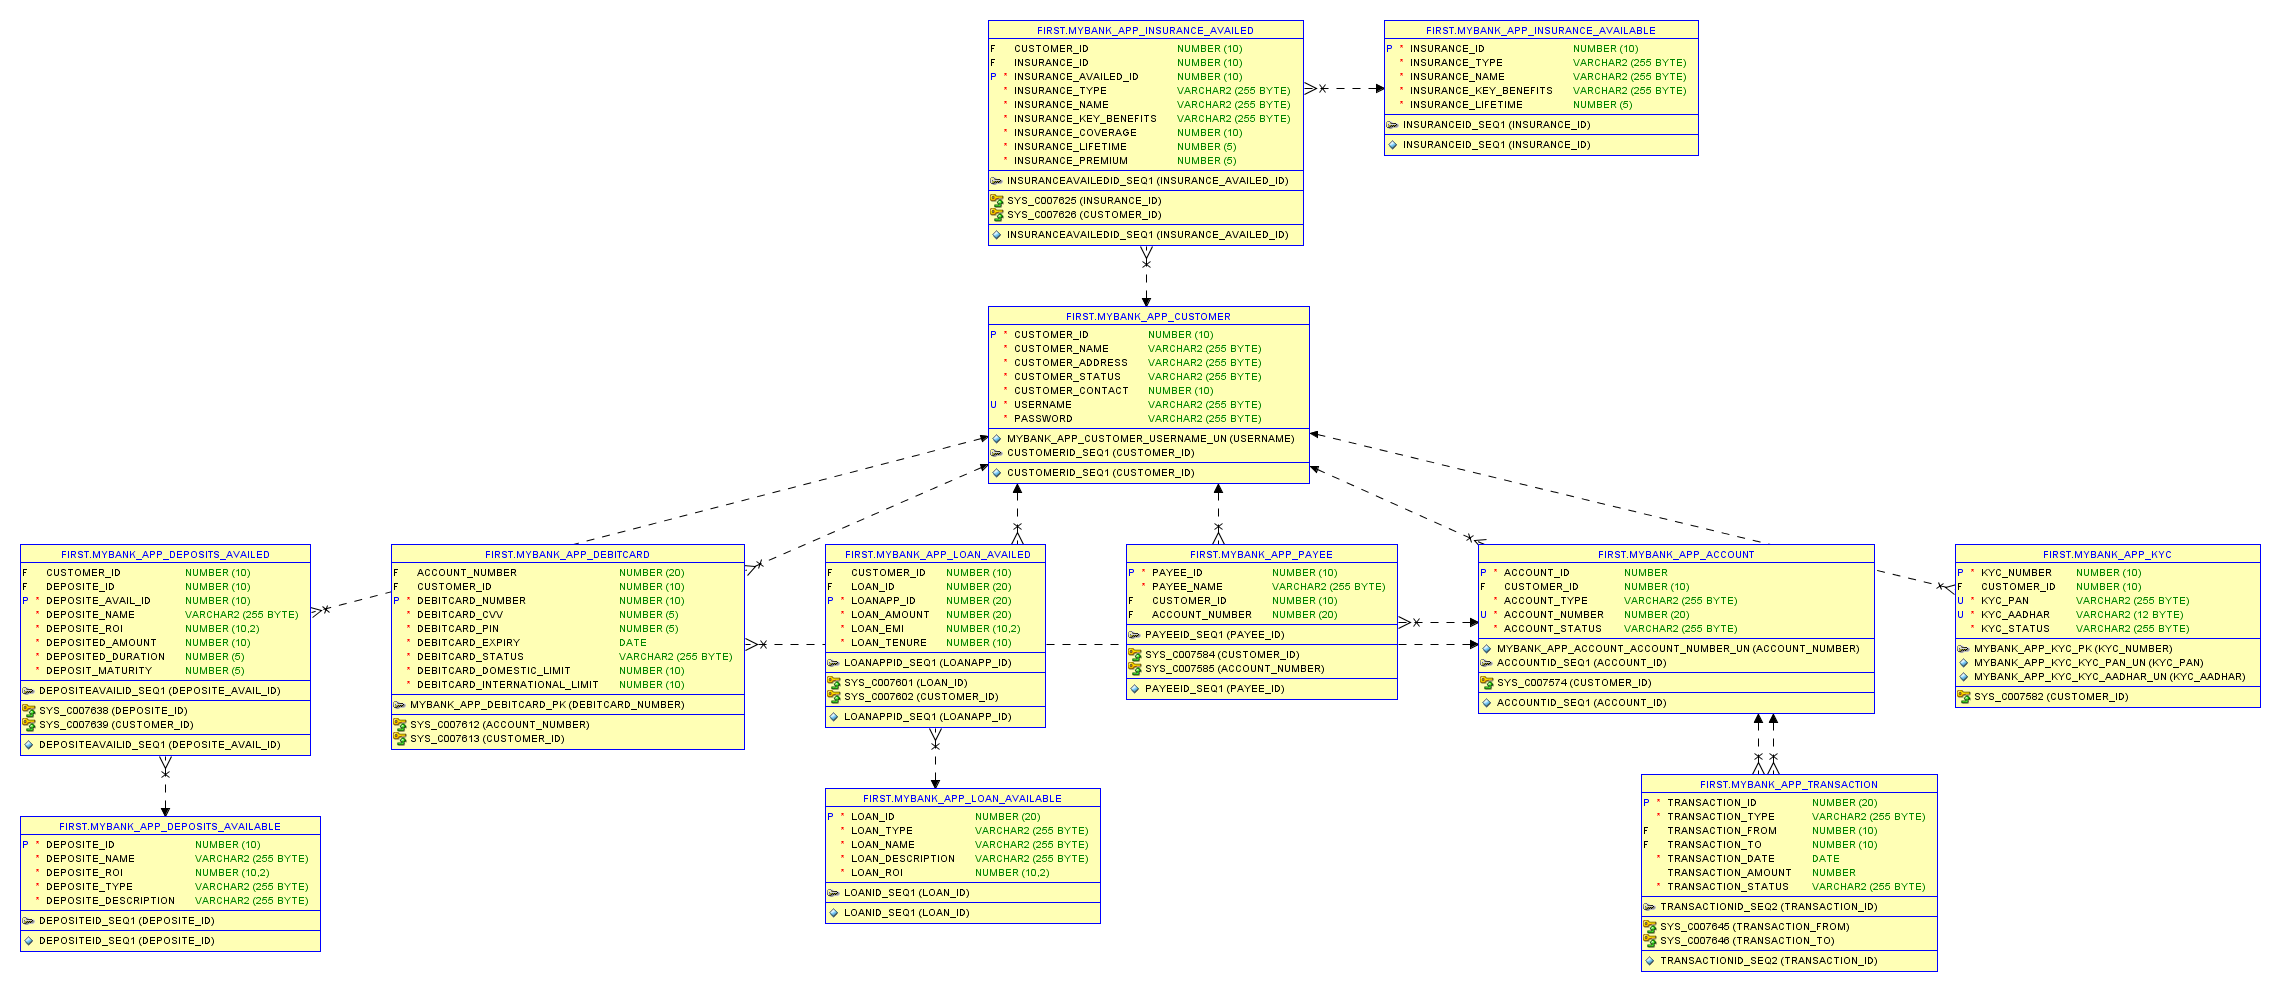 FIRST.MYBANK_APP_INSURANCE_AVAILED
F CUSTOMER_ID NUMBER (10)
F INSURANCE_ID NUMBER (10)
P * INSURANCE_AVAILED_ID NUMBER (10)
* INSURANCE_TYPE VARCHAR2 (255 BYTE)
* INSURANCE_NAME VARCHAR2 (255 BYTE)
* INSURANCE_KEY_BENEFITS VARCHAR2 (255 BYTE)
* INSURANCE_COVERAGE NUMBER (10)
* INSURANCE_LIFETIME NUMBER (5)
* INSURANCE_PREMIUM NUMBER (5)
INSURANCEAVAILEDID_SEQ1 (INSURANCE_AVAILED_ID)
SYS_C007625 (INSURANCE_ID)
SYS_C007626 (CUSTOMER_ID)
INSURANCEAVAILEDID_SEQ1 (INSURANCE_AVAILED_ID)
FIRST.MYBANK_APP_INSURANCE_AVAILABLE
P * INSURANCE_ID NUMBER (10)
* INSURANCE_TYPE VARCHAR2 (255 BYTE)
* INSURANCE_NAME VARCHAR2 (255 BYTE)
* INSURANCE_KEY_BENEFITS VARCHAR2 (255 BYTE)
* INSURANCE_LIFETIME NUMBER (5)
INSURANCEID_SEQ1 (INSURANCE_ID)
INSURANCEID_SEQ1 (INSURANCE_ID)
FIRST.MYBANK_APP_CUSTOMER
P * CUSTOMER_ID NUMBER (10)
* CUSTOMER_NAME VARCHAR2 (255 BYTE)
* CUSTOMER_ADDRESS VARCHAR2 (255 BYTE)
* CUSTOMER_STATUS VARCHAR2 (255 BYTE)
* CUSTOMER_CONTACT NUMBER (10)
U * USERNAME VARCHAR2 (255 BYTE)
* PASSWORD VARCHAR2 (255 BYTE)
MYBANK_APP_CUSTOMER_USERNAME_UN (USERNAME)
CUSTOMERID_SEQ1 (CUSTOMER_ID)
CUSTOMERID_SEQ1 (CUSTOMER_ID)
FIRST.MYBANK_APP_DEPOSITS_AVAILED
F CUSTOMER_ID NUMBER (10)
F DEPOSITE_ID NUMBER (10)
P * DEPOSITE_AVAIL_ID NUMBER (10)
* DEPOSITE_NAME VARCHAR2 (255 BYTE)
* DEPOSITE_ROI NUMBER (10,2)
* DEPOSITED_AMOUNT NUMBER (10)
* DEPOSITED_DURATION NUMBER (5)
* DEPOSIT_MATURITY NUMBER (5)
DEPOSITEAVAILID_SEQ1 (DEPOSITE_AVAIL_ID)
SYS_C007638 (DEPOSITE_ID)
SYS_C007639 (CUSTOMER_ID)
DEPOSITEAVAILID_SEQ1 (DEPOSITE_AVAIL_ID)
FIRST.MYBANK_APP_DEBITCARD
F ACCOUNT_NUMBER NUMBER (20)
F CUSTOMER_ID NUMBER (10)
P * DEBITCARD_NUMBER NUMBER (10)
* DEBITCARD_CVV NUMBER (5)
* DEBITCARD_PIN NUMBER (5)
* DEBITCARD_EXPIRY DATE
* DEBITCARD_STATUS VARCHAR2 (255 BYTE)
* DEBITCARD_DOMESTIC_LIMIT NUMBER (10)
* DEBITCARD_INTERNATIONAL_LIMIT NUMBER (10)
MYBANK_APP_DEBITCARD_PK (DEBITCARD_NUMBER)
SYS_C007612 (ACCOUNT_NUMBER)
SYS_C007613 (CUSTOMER_ID)
FIRST.MYBANK_APP_LOAN_AVAILED
F CUSTOMER_ID NUMBER (10)
F LOAN_ID NUMBER (20)
P * LOANAPP_ID NUMBER (20)
* LOAN_AMOUNT NUMBER (20)
* LOAN_EMI NUMBER (10,2)
* LOAN_TENURE NUMBER (10)
LOANAPPID_SEQ1 (LOANAPP_ID)
SYS_C007601 (LOAN_ID)
SYS_C007602 (CUSTOMER_ID)
LOANAPPID_SEQ1 (LOANAPP_ID)
FIRST.MYBANK_APP_PAYEE
P * PAYEE_ID NUMBER (10)
* PAYEE_NAME VARCHAR2 (255 BYTE)
F CUSTOMER_ID NUMBER (10)
F ACCOUNT_NUMBER NUMBER (20)
PAYEEID_SEQ1 (PAYEE_ID)
SYS_C007584 (CUSTOMER_ID)
SYS_C007585 (ACCOUNT_NUMBER)
PAYEEID_SEQ1 (PAYEE_ID)
FIRST.MYBANK_APP_ACCOUNT
P * ACCOUNT_ID NUMBER
F CUSTOMER_ID NUMBER (10)
* ACCOUNT_TYPE VARCHAR2 (255 BYTE)
U * ACCOUNT_NUMBER NUMBER (20)
* ACCOUNT_STATUS VARCHAR2 (255 BYTE)
MYBANK_APP_ACCOUNT_ACCOUNT_NUMBER_UN (ACCOUNT_NUMBER)
ACCOUNTID_SEQ1 (ACCOUNT_ID)
SYS_C007574 (CUSTOMER_ID)
ACCOUNTID_SEQ1 (ACCOUNT_ID)
FIRST.MYBANK_APP_KYC
P * KYC_NUMBER NUMBER (10)
F CUSTOMER_ID NUMBER (10)
U * KYC_PAN VARCHAR2 (255 BYTE)
U * KYC_AADHAR VARCHAR2 (12 BYTE)
* KYC_STATUS VARCHAR2 (255 BYTE)
MYBANK_APP_KYC_PK (KYC_NUMBER)
MYBANK_APP_KYC_KYC_PAN_UN (KYC_PAN)
MYBANK_APP_KYC_KYC_AADHAR_UN (KYC_AADHAR)
SYS_C007582 (CUSTOMER_ID)
FIRST.MYBANK_APP_DEPOSITS_AVAILABLE
P * DEPOSITE_ID NUMBER (10)
* DEPOSITE_NAME VARCHAR2 (255 BYTE)
* DEPOSITE_ROI NUMBER (10,2)
* DEPOSITE_TYPE VARCHAR2 (255 BYTE)
* DEPOSITE_DESCRIPTION VARCHAR2 (255 BYTE)
DEPOSITEID_SEQ1 (DEPOSITE_ID)
DEPOSITEID_SEQ1 (DEPOSITE_ID)
FIRST.MYBANK_APP_LOAN_AVAILABLE
P * LOAN_ID NUMBER (20)
* LOAN_TYPE VARCHAR2 (255 BYTE)
* LOAN_NAME VARCHAR2 (255 BYTE)
* LOAN_DESCRIPTION VARCHAR2 (255 BYTE)
* LOAN_ROI NUMBER (10,2)
LOANID_SEQ1 (LOAN_ID)
LOANID_SEQ1 (LOAN_ID)
FIRST.MYBANK_APP_TRANSACTION
P * TRANSACTION_ID NUMBER (20)
* TRANSACTION_TYPE VARCHAR2 (255 BYTE)
F TRANSACTION_FROM NUMBER (10)
F TRANSACTION_TO NUMBER (10)
* TRANSACTION_DATE DATE
TRANSACTION_AMOUNT NUMBER
* TRANSACTION_STATUS VARCHAR2 (255 BYTE)
TRANSACTIONID_SEQ2 (TRANSACTION_ID)
SYS_C007645 (TRANSACTION_FROM)
SYS_C007646 (TRANSACTION_TO)
TRANSACTIONID_SEQ2 (TRANSACTION_ID)